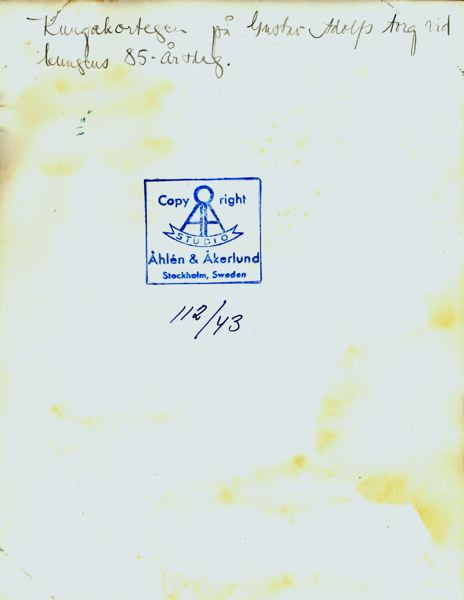 Kungakortegen på Gustav Adolfs torg vid
kungens 85-årsdag.
Copy right
STUDIO
Åhlén & Åkerlund
Stockholm, Sweden
112/43